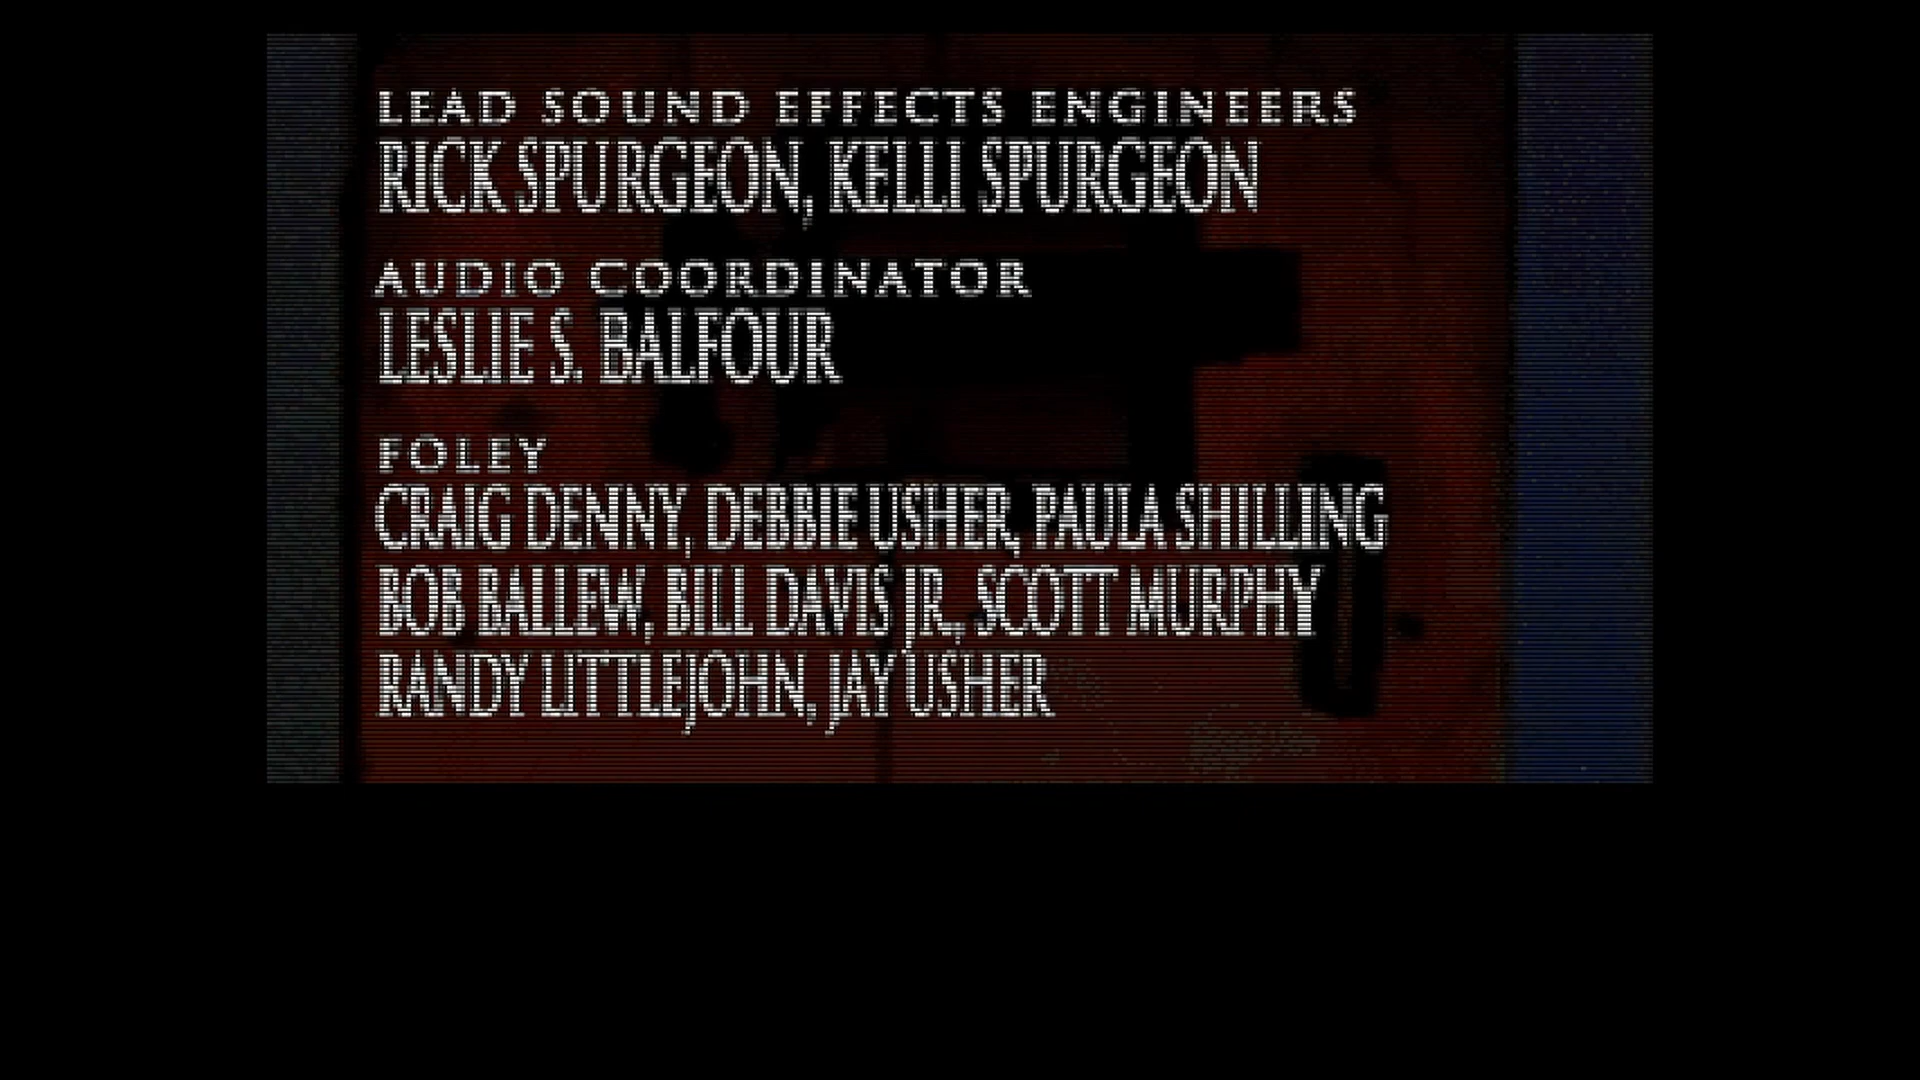 LEAD SOUND EFFECTS ENGINEERS
RICK SPURGEON, KELLI SPURGEON
AUDIO COORDINATOR
LESLIE S. BALFOUR
FOLEY
CRAIG DENNY, DEBBIE USHER, PAULA SHILLING
BOB BALLEW, BILL DAVIS JR., SCOTT MURPHY
RANDY LITTLEJOHN, JAY USHER